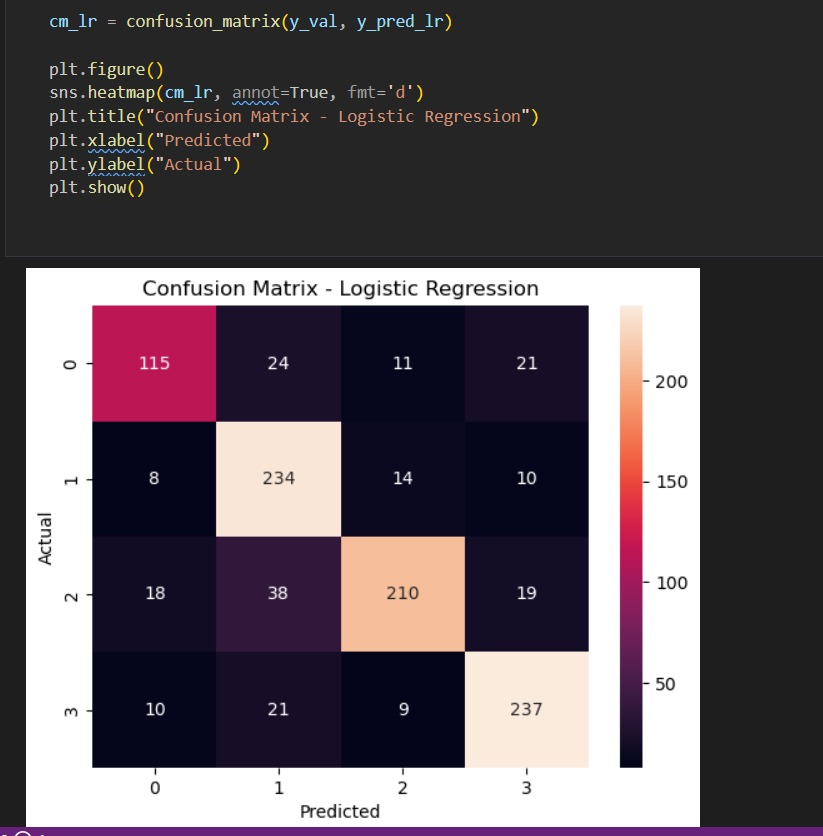 cm_lr = confusion_matrix(y_val, y_pred_lr)
plt.figure()
sns.heatmap(cm_lr, annot=True, fmt='d')
plt.title("Confusion Matrix - Logistic Regression")
plt.xlabel("Predicted")
plt.ylabel("Actual")
plt.show()
Confusion Matrix - Logistic Regression
0 115 24 11 21
200
1 8 234 14 10
150
Actual
2 18 38 210 19
100
50
3 10 21 9 237
0 1 2 3
Predicted